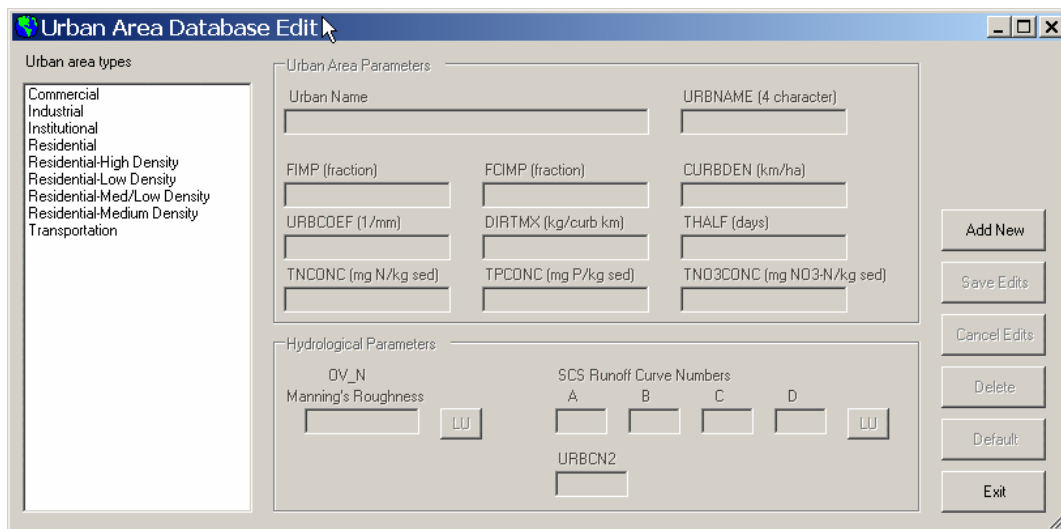 Urban Area Database Edit
Urban area types
Commercial
Industrial
Institutional
Residential
Residential-High Density
Residential-Low Density
Residential-Med/Low Density
Residential-Medium Density
Transportation
Urban Area Parameters
Urban Name URBNAME (4 character)
FIMP (fraction) FCIMP (fraction) CURBDEN (km/ha)
URBCOEF (1/mm) DIRTMX (kg/curb km) THALF (days)
TNCONC (mg N/kg sed) TPCONC (mg P/kg sed) TNO3CONC (mg NO3-N/kg sed)
Hydrological Parameters
OV_N SCS Runoff Curve Numbers
Manning's Roughness A B C D
LU LU
URBCN2
Add New
Save Edits
Cancel Edits
Delete
Default
Exit